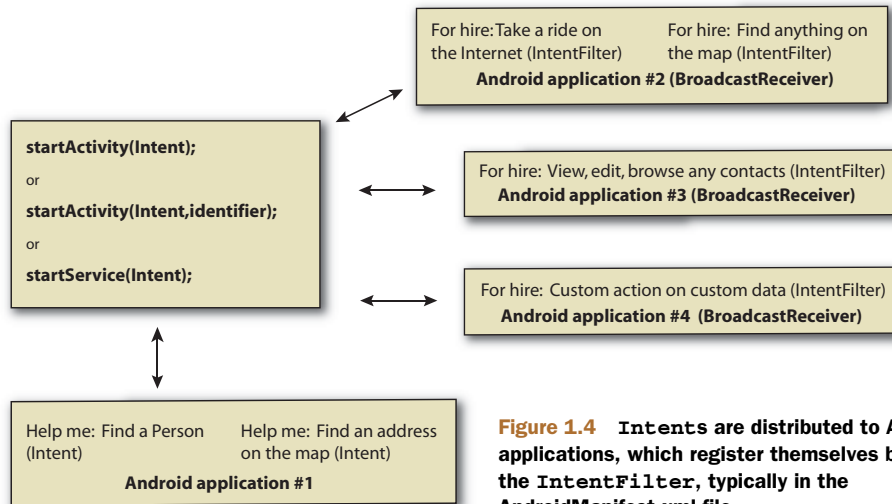 For hire:Take a ride on
the Internet (IntentFilter)
For hire: Find anything on
the map (IntentFilter)
Android application #2 (BroadcastReceiver)
startActivity(Intent);
or
startActivity(Intent,identifier);
or
startService(Intent);
For hire: View, edit, browse any contacts (IntentFilter)
Android application #3 (BroadcastReceiver)
For hire: Custom action on custom data (IntentFilter)
Android application #4 (BroadcastReceiver)
Help me: Find a Person
(Intent)
Help me: Find an address
on the map (Intent)
Android application #1
Figure 1.4 Intents are distributed to
applications, which register themselves
the IntentFilter, typically in the
AndroidManifest.xml file